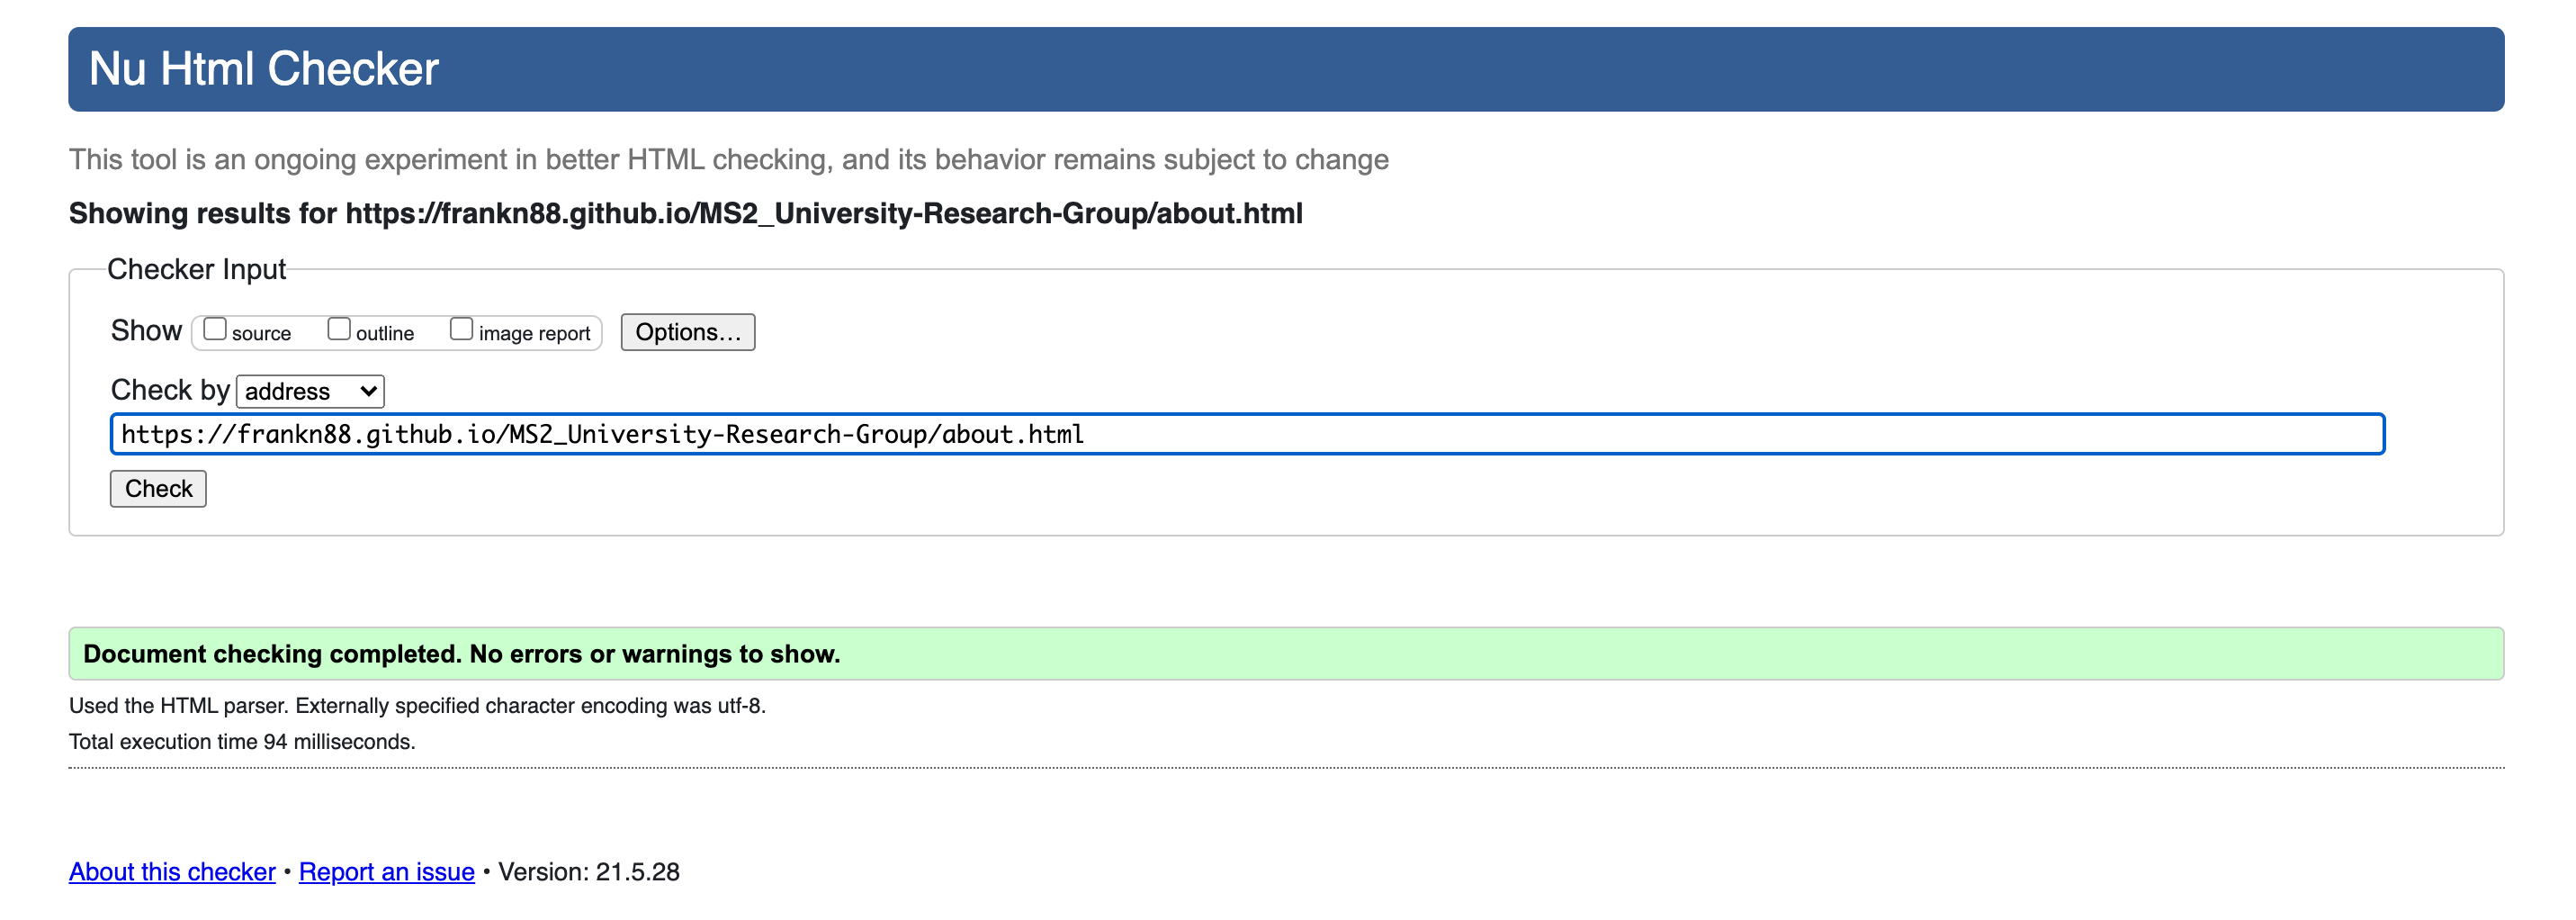 Nu Html Checker
This tool is an ongoing experiment in better HTML checking, and its behavior remains subject to change
Showing results for https://frankn88.github.io/MS2_University-Research-Group/about.html
Checker Input
Show source outline image report Options...
Check by address
https://frankn88.github.io/MS2_University-Research-Group/about.html
Check
Document checking completed. No errors or warnings to show.
Used the HTML parser. Externally specified character encoding was utf-8.
Total execution time 94 milliseconds.
About this checker • Report an issue • Version: 21.5.28